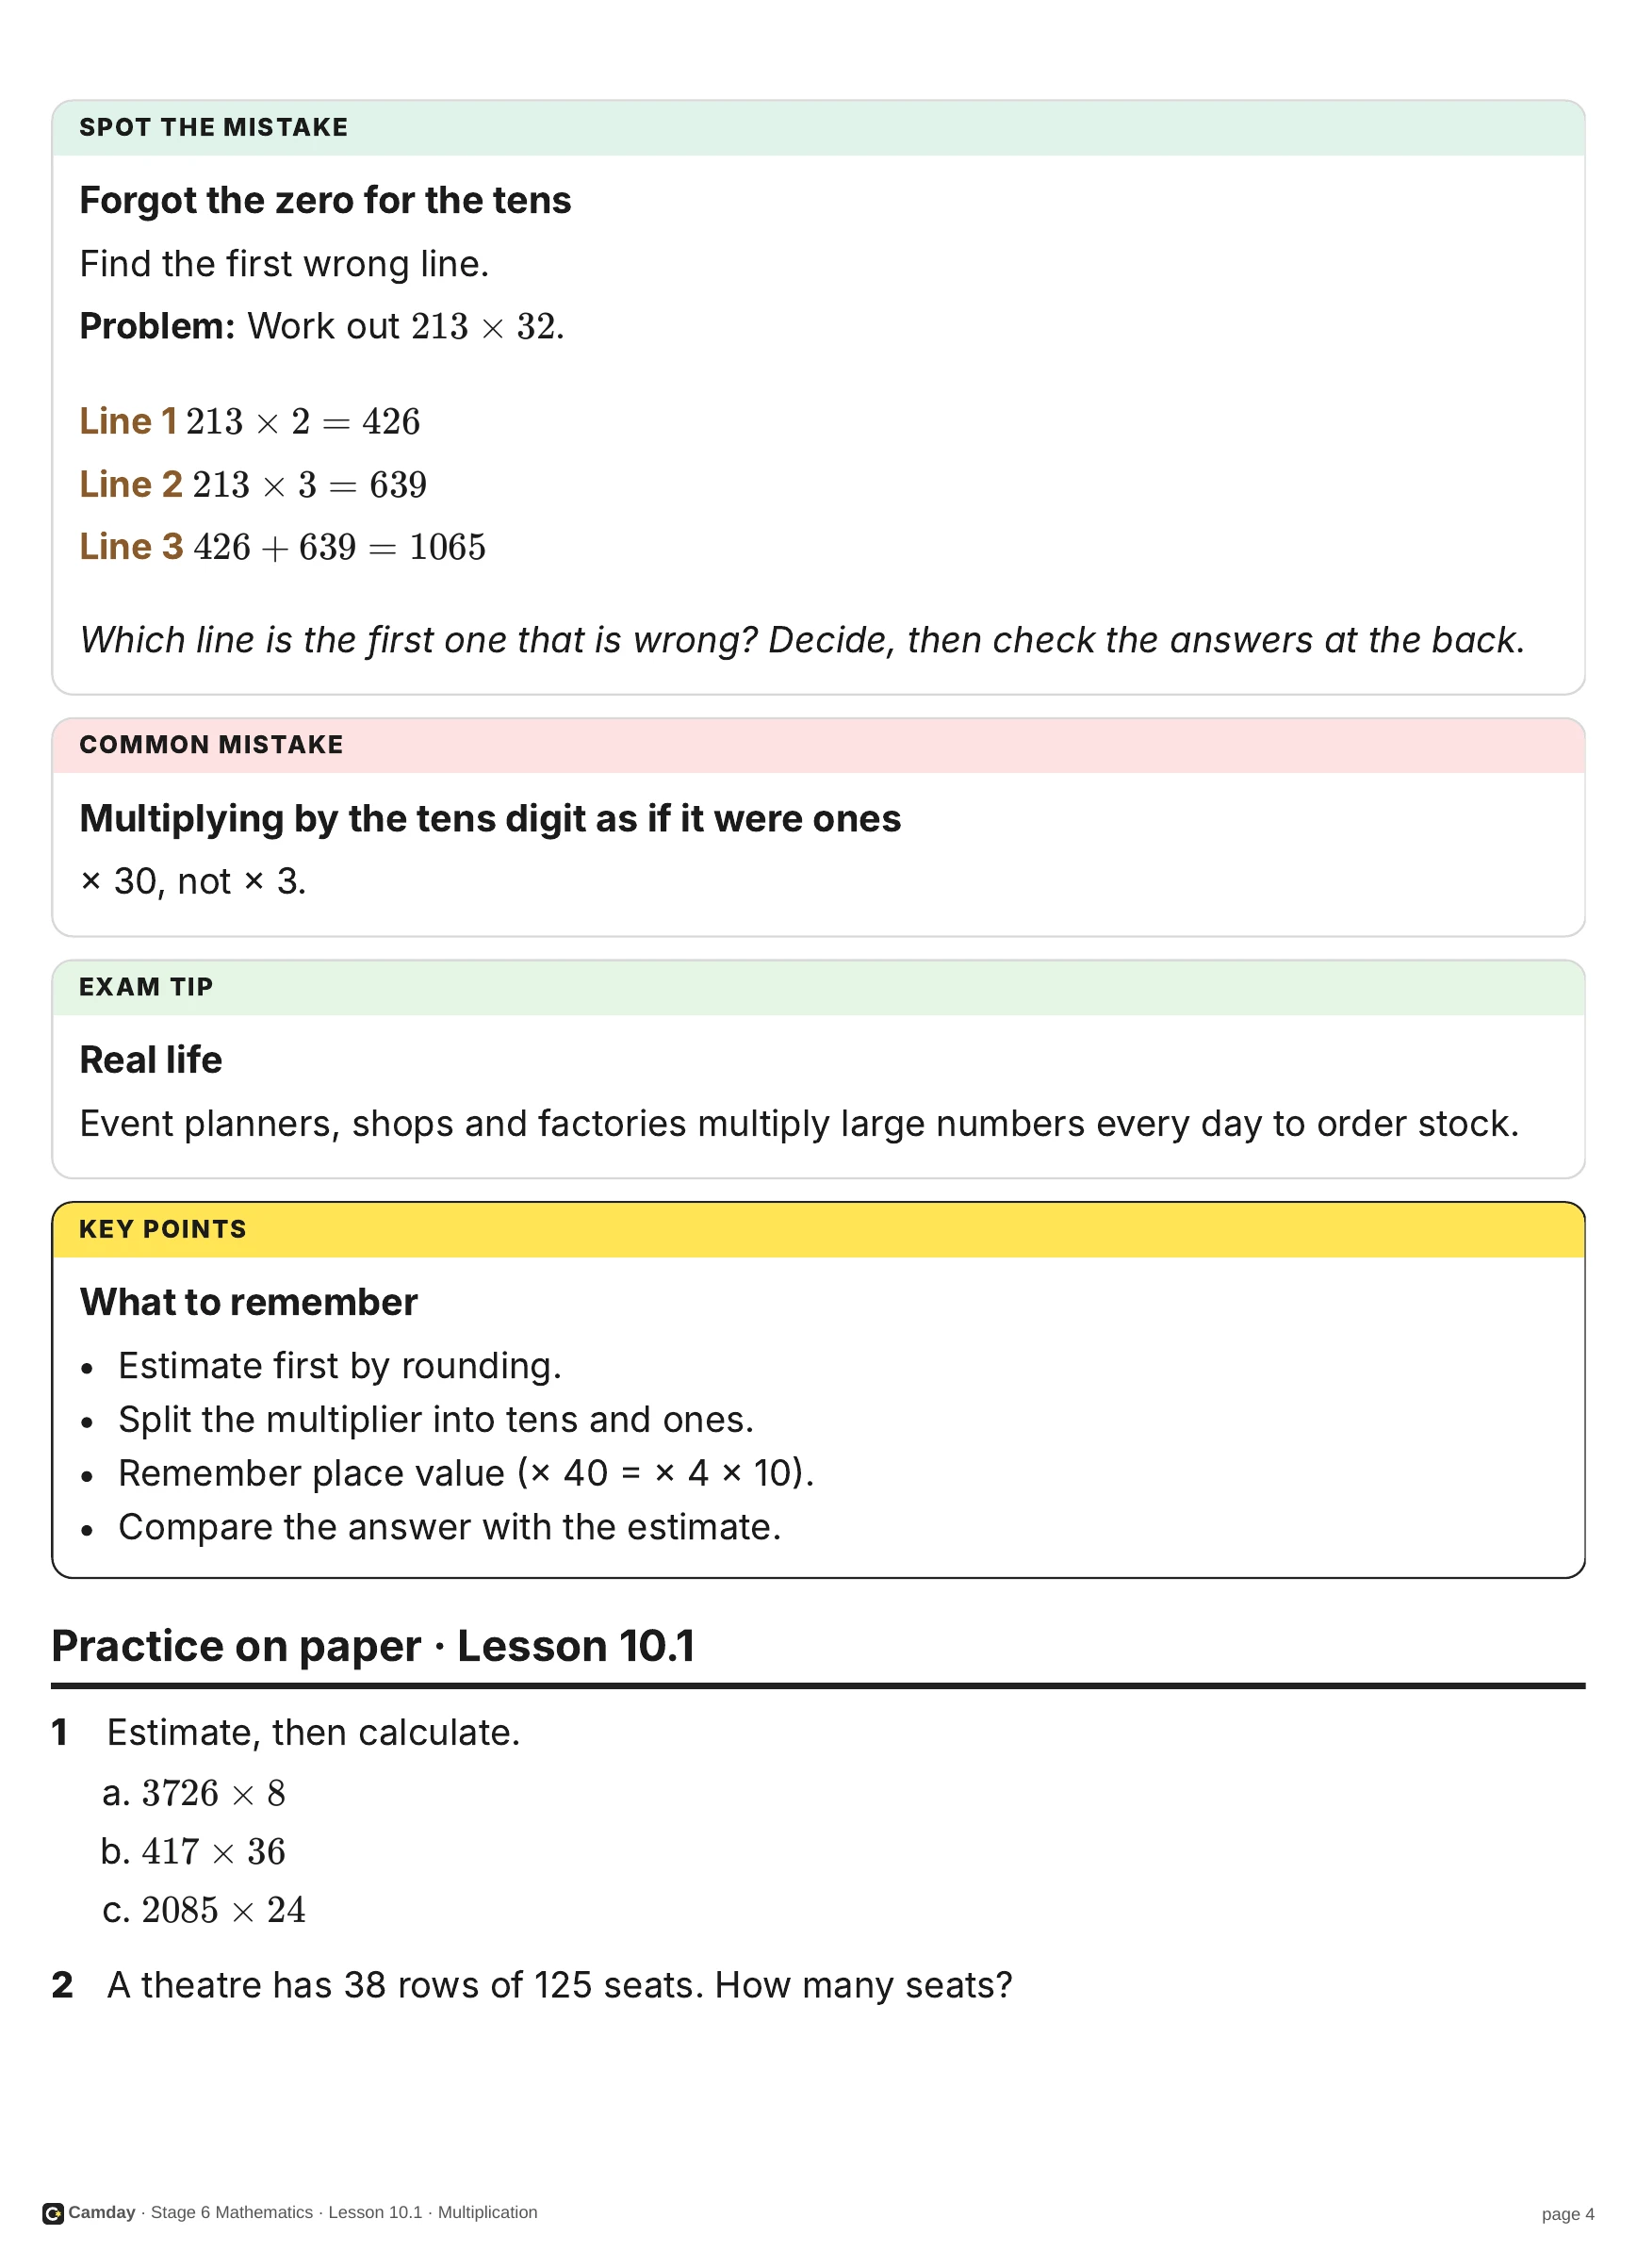 SPOT THE MISTAKE
Forgot the zero for the tens
Find the first wrong line.
Problem: Work out 213 × 32.
Line 1 213 × 2 = 426
Line 2 213 × 3 = 639
Line 3 426 + 639 = 1065
Which line is the first one that is wrong? Decide, then check the answers at the back.
COMMON MISTAKE
Multiplying by the tens digit as if it were ones
× 30, not × 3.
EXAM TIP
Real life
Event planners, shops and factories multiply large numbers every day to order stock.
KEY POINTS
What to remember
• Estimate first by rounding.
• Split the multiplier into tens and ones.
• Remember place value (× 40 = × 4 × 10).
• Compare the answer with the estimate.
Practice on paper · Lesson 10.1
1 Estimate, then calculate.
a. 3726 × 8
b. 417 × 36
c. 2085 × 24
2 A theatre has 38 rows of 125 seats. How many seats?
Camday · Stage 6 Mathematics · Lesson 10.1 · Multiplication
page 4